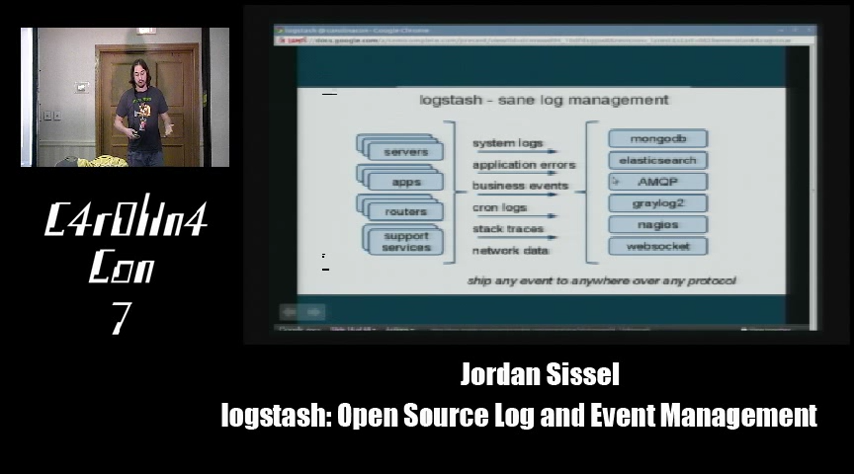 logstash - sane log management
servers
apps
routers
support
services
system logs
application errors
business events
cron logs
stack traces
network data
mongodb
elasticsearch
AMQP
graylog2
nagios
websocket
ship any event to anywhere over any protocol
C4r0l1n4
Con
7
Jordan Sissel
logstash: Open Source Log and Event Management